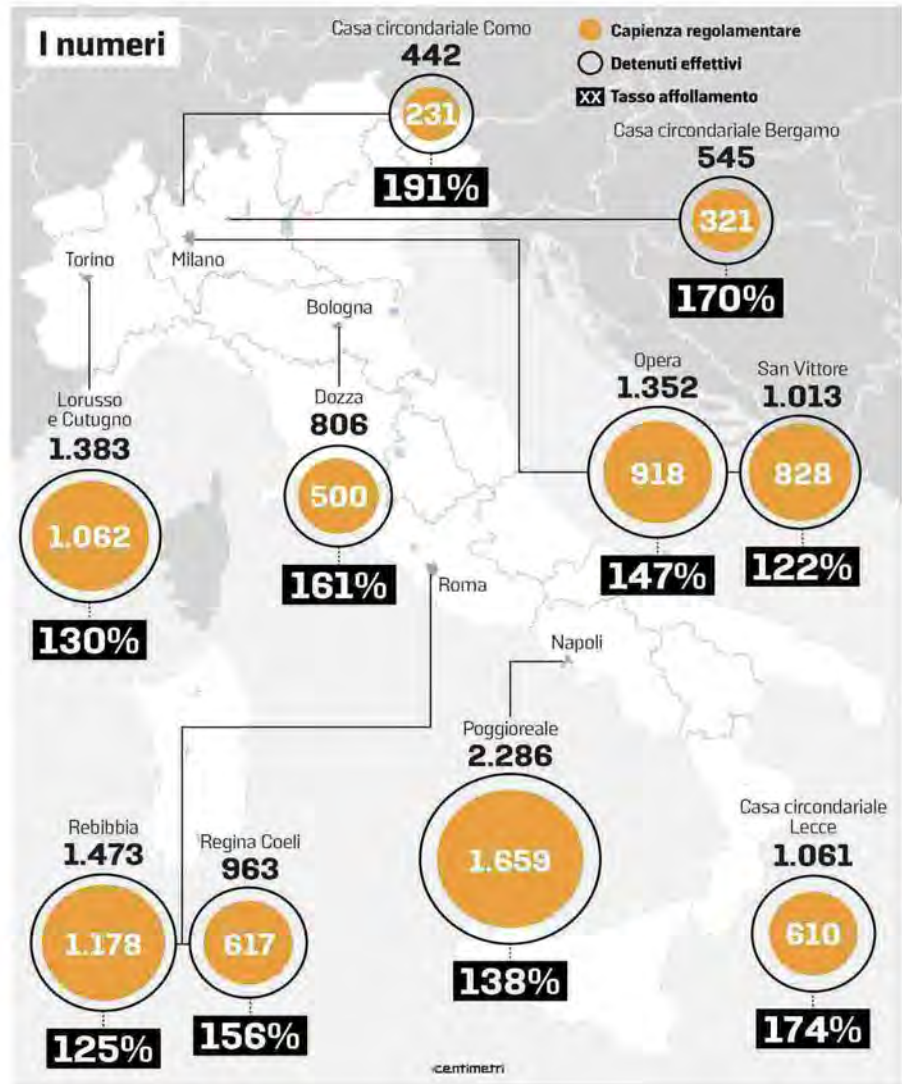 I numeri
Capienza regolamentare
Detenuti effettivi
XX Tasso affollamento
Casa circondariale Como
442
231
191%
Casa circondariale Bergamo
545
321
170%
Torino
Milano
Bologna
Lorusso
e Cutugno
1.383
1.062
130%
Dozza
806
500
161%
Opera
1.352
918
147%
San Vittore
1.013
828
122%
Roma
Napoli
Rebibbia
1.473
1.178
125%
Regina Coeli
963
617
156%
Poggioreale
2.286
1.659
138%
Casa circondariale
Lecce
1.061
610
174%
centimetri